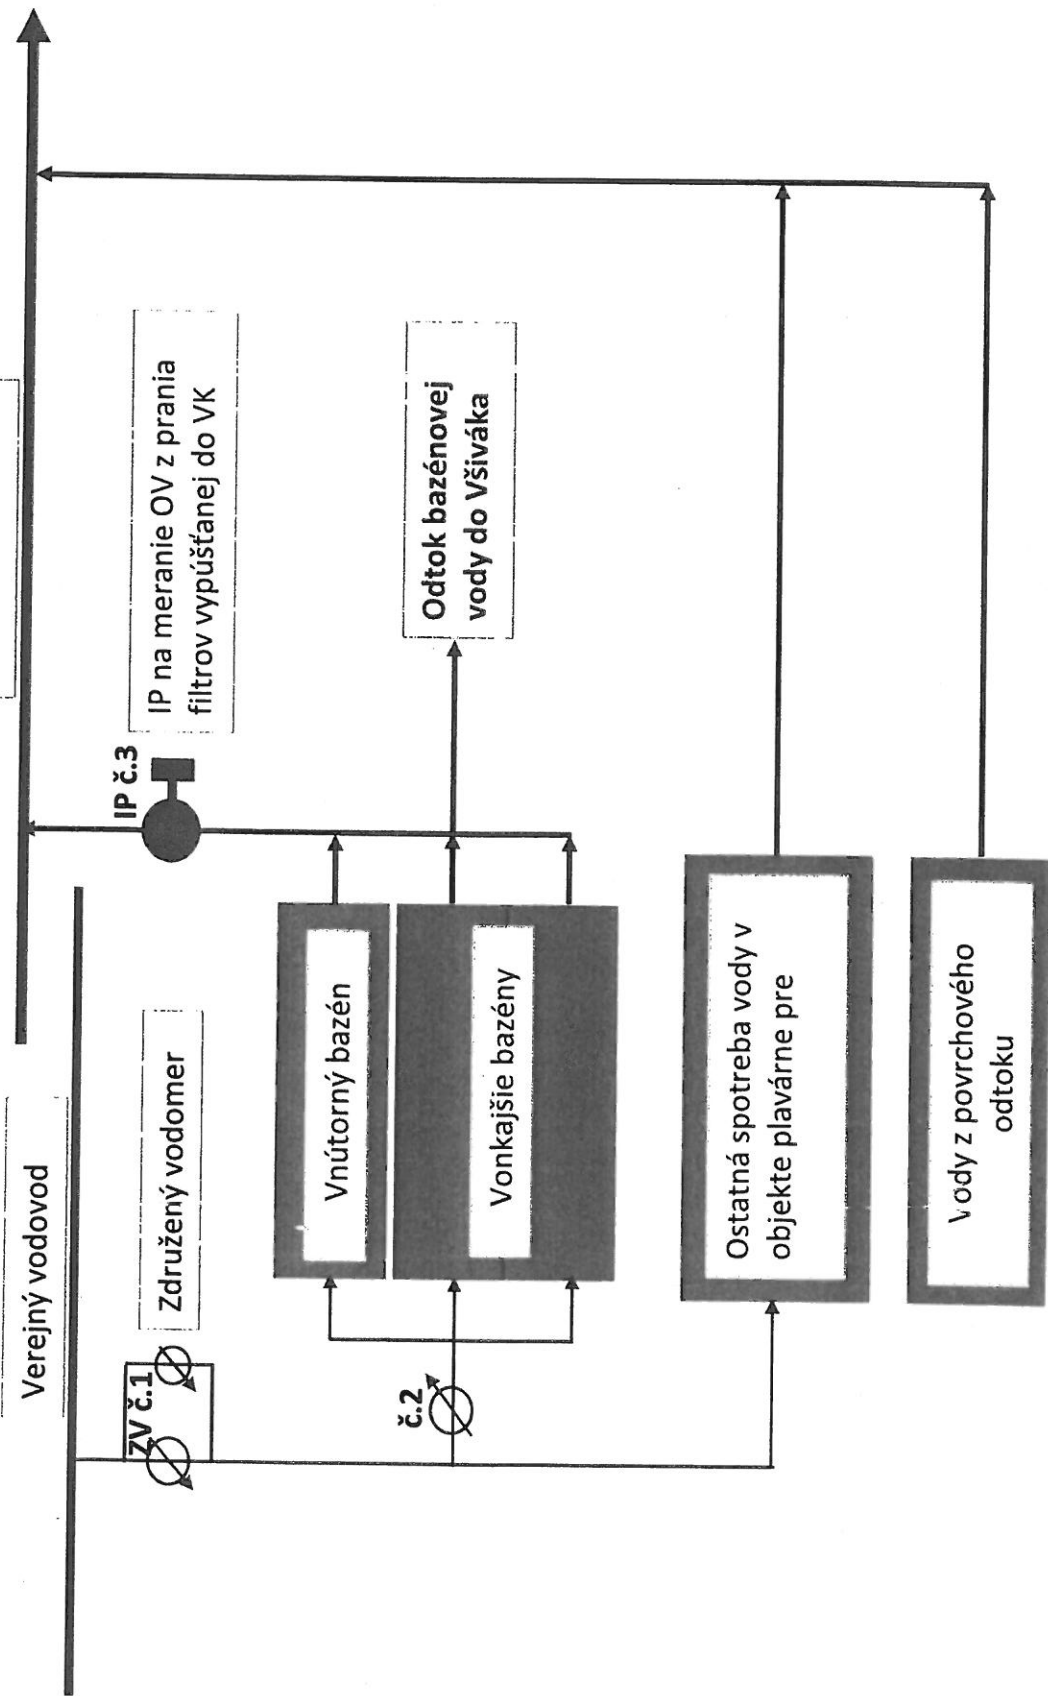 Verejný vodovod
ZV č.1
Združený vodomer
č.2
IP č.3
IP na meranie OV z prania
filtrov vypúšťanej do VK
Vnútorný bazén
Vonkajšie bazény
Odtok bazénovej
vody do Všiváka
Ostatná spotreba vody v
objekte plavárne pre
Vody z povrchového
odtoku